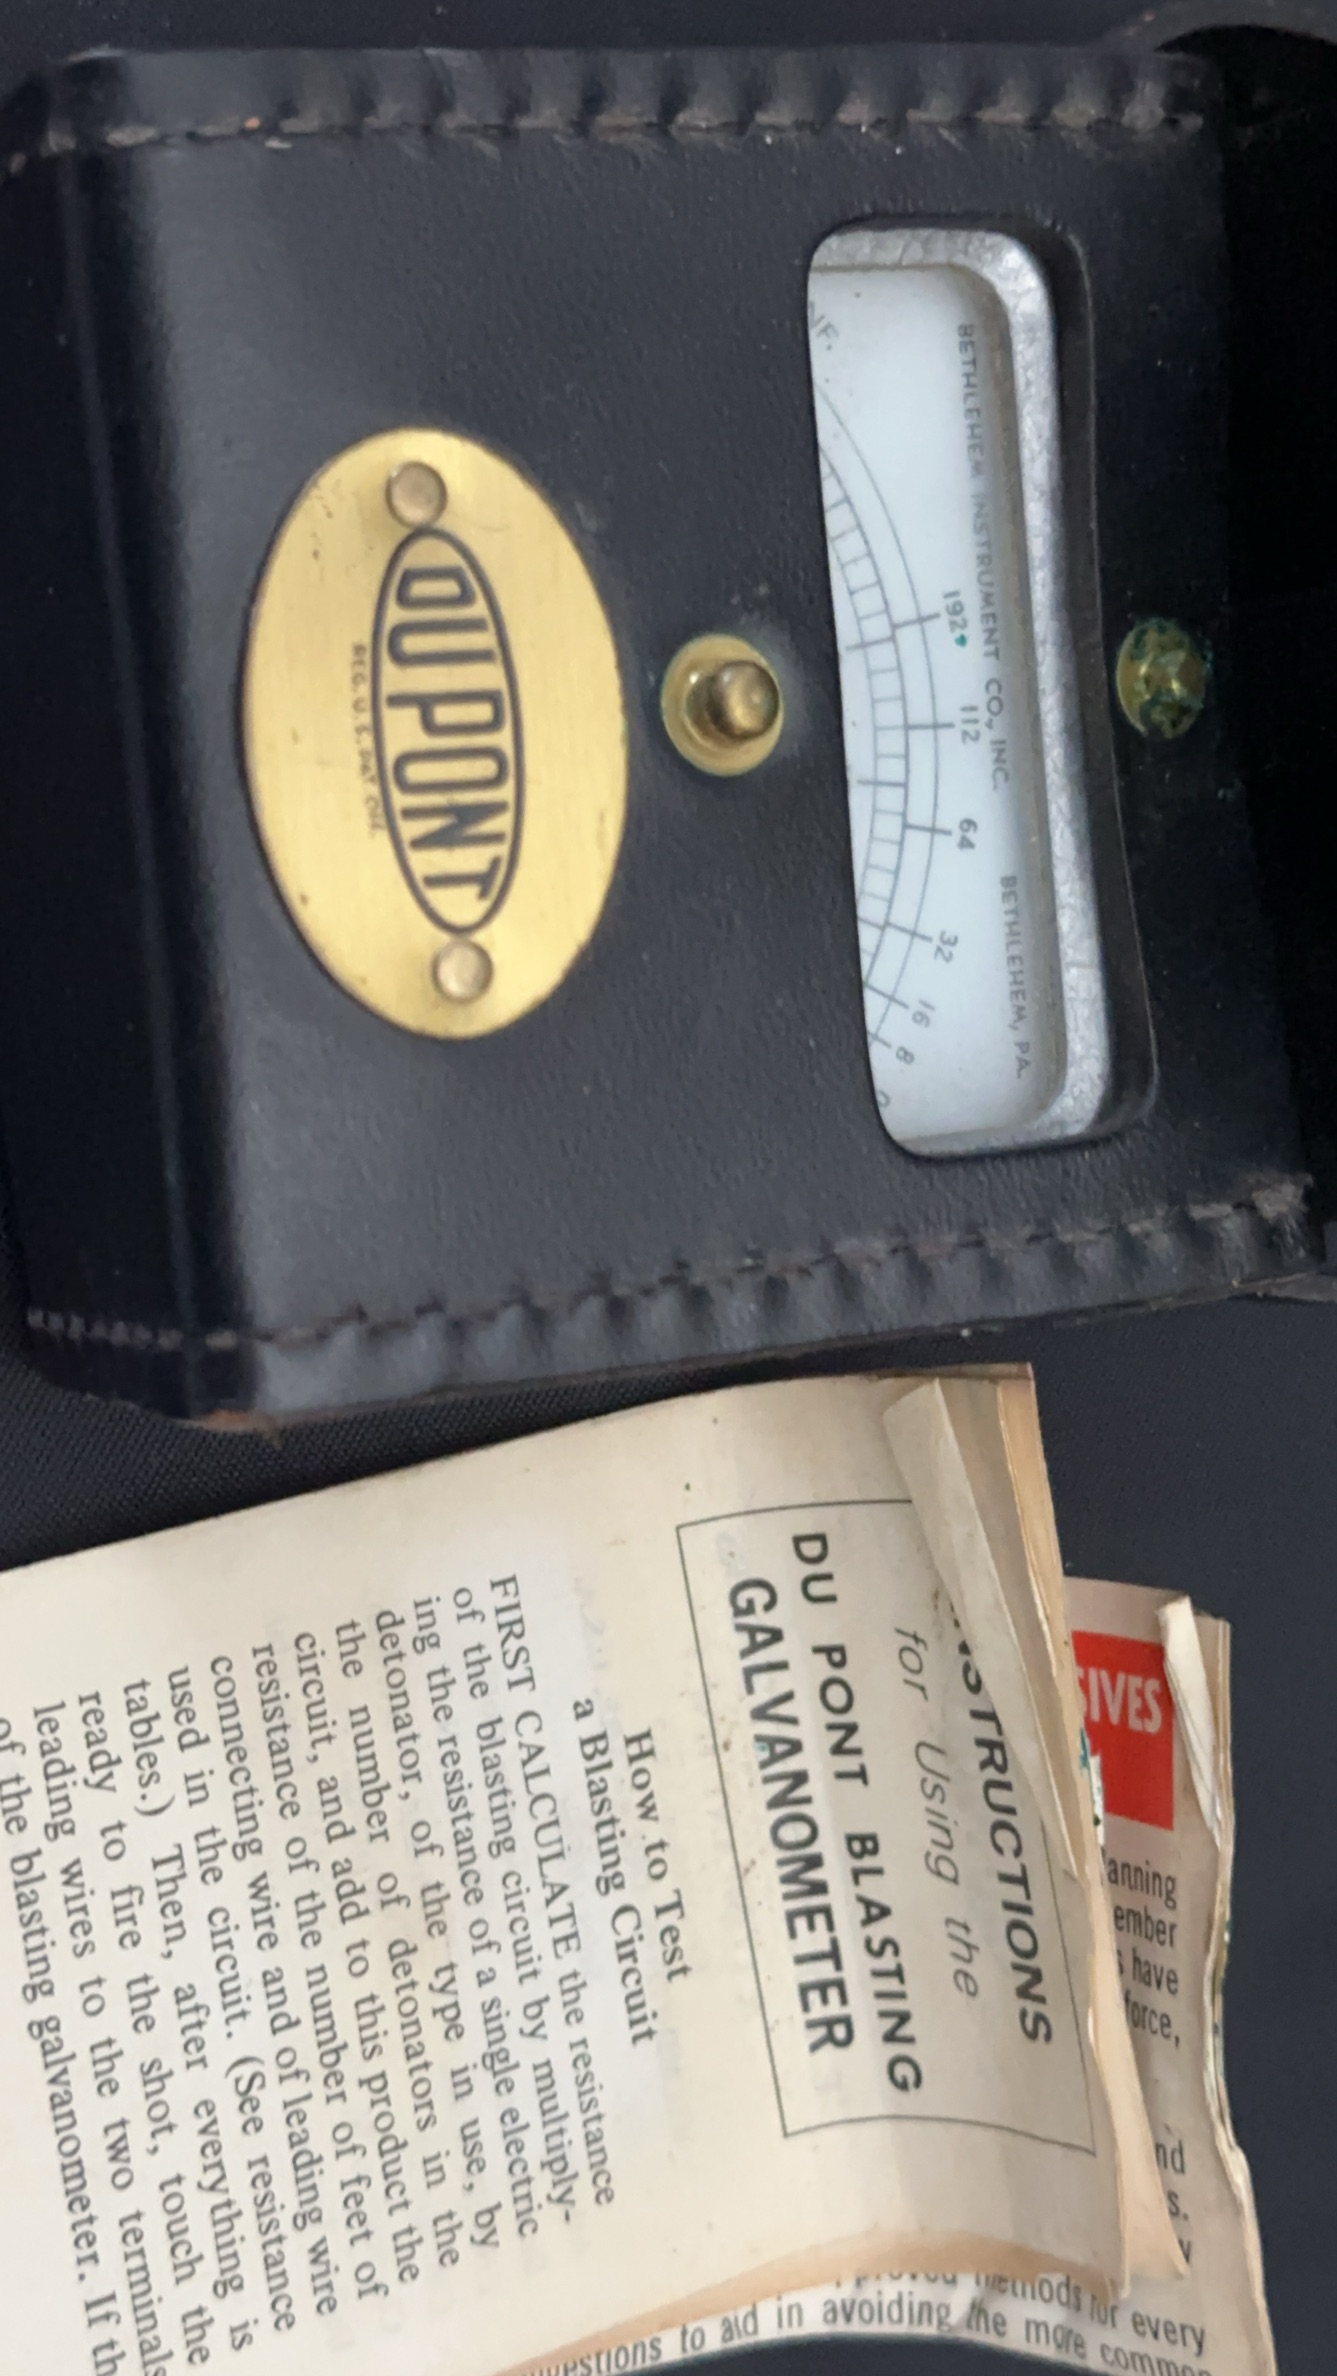 BETHLEHEM INSTRUMENT CO., INC. BETHLEHEM, PA.
192 112 64 32 16 8
DU PONT
REG. U.S. PAT. OFF.
INSTRUCTIONS
for Using the
DU PONT BLASTING
GALVANOMETER
How to Test
a Blasting Circuit
FIRST CALCULATE the resistance
of the blasting circuit by multiply-
ing the resistance of a single electric
detonator, of the type in use, by
the number of detonators in the
circuit, and add to this product the
resistance of the number of feet of
connecting wire and of leading wire
used in the circuit. (See resistance
tables.) Then, after everything is
ready to fire the shot, touch the
leading wires to the two terminals
of the blasting galvanometer. If th
SIVES
anning
ember
have
force,
nd
s.
methods for every
to aid in avoiding the more